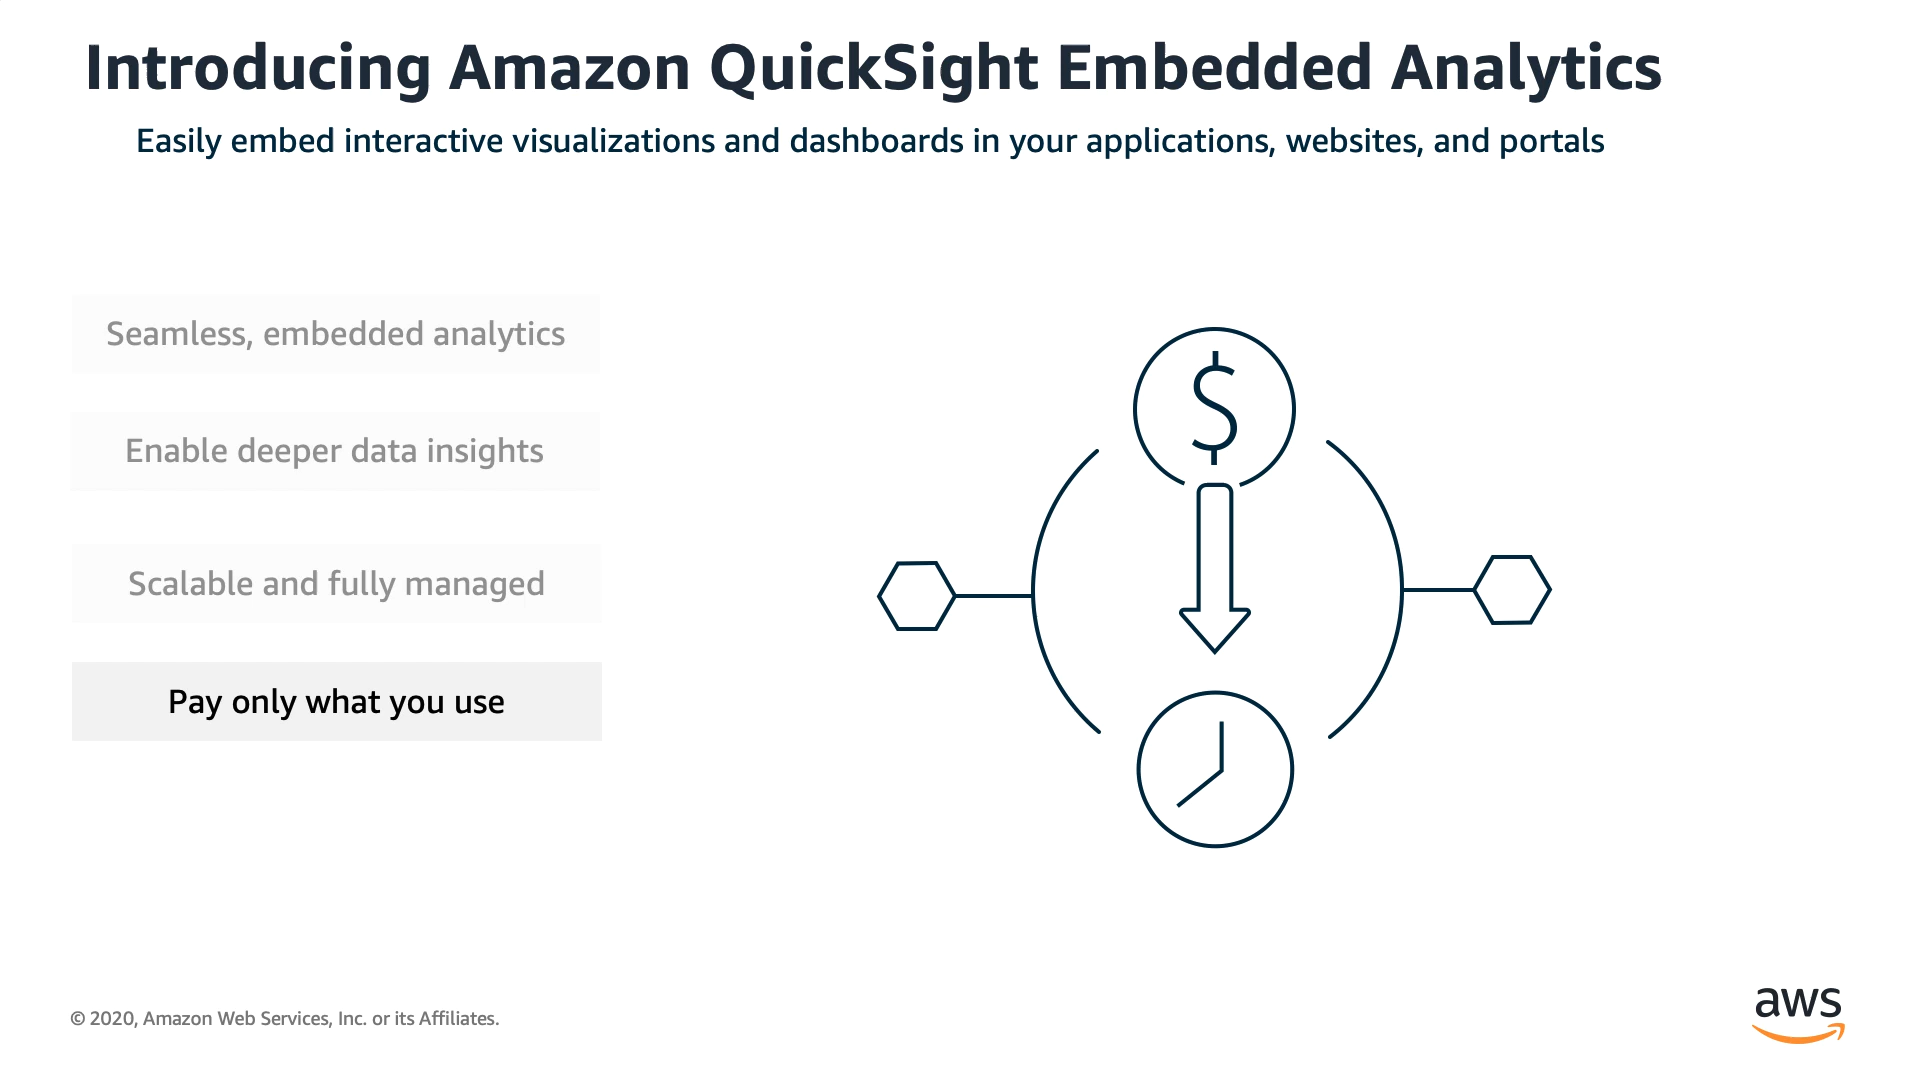 Introducing Amazon QuickSight Embedded Analytics
Easily embed interactive visualizations and dashboards in your applications, websites, and portals
Seamless, embedded analytics
Enable deeper data insights
Scalable and fully managed
Pay only what you use
$
© 2020, Amazon Web Services, Inc. or its Affiliates.
aws